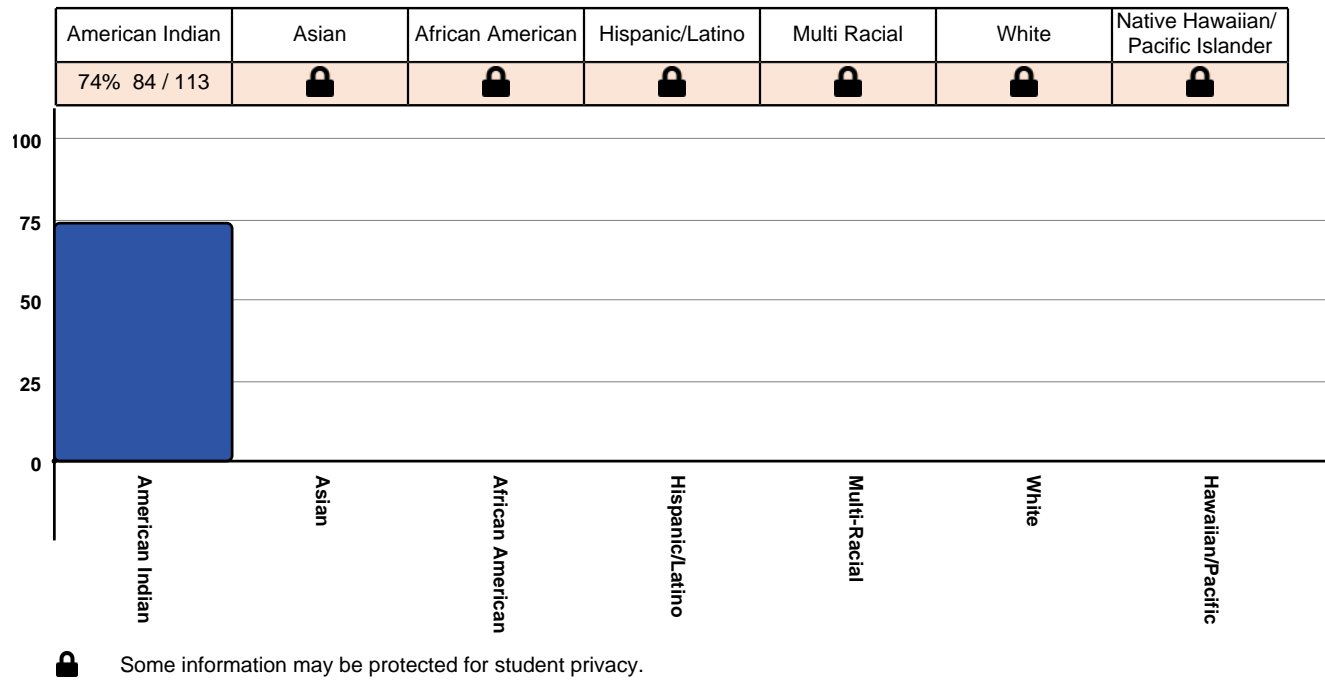 American Indian Asian African American Hispanic/Latino Multi Racial White Native Hawaiian/
Pacific Islander
74% 84 / 113
100
75
50
25
0
American Indian
Asian
African American
Hispanic/Latino
Multi-Racial
White
Hawaiian/Pacific
Some information may be protected for student privacy.